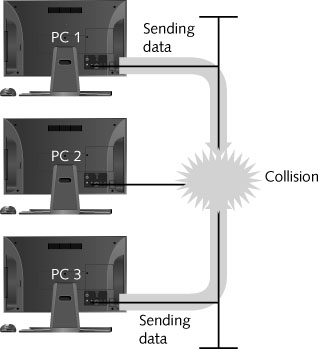 PC 1
Sending
data
PC 2
Collision
PC 3
Sending
data